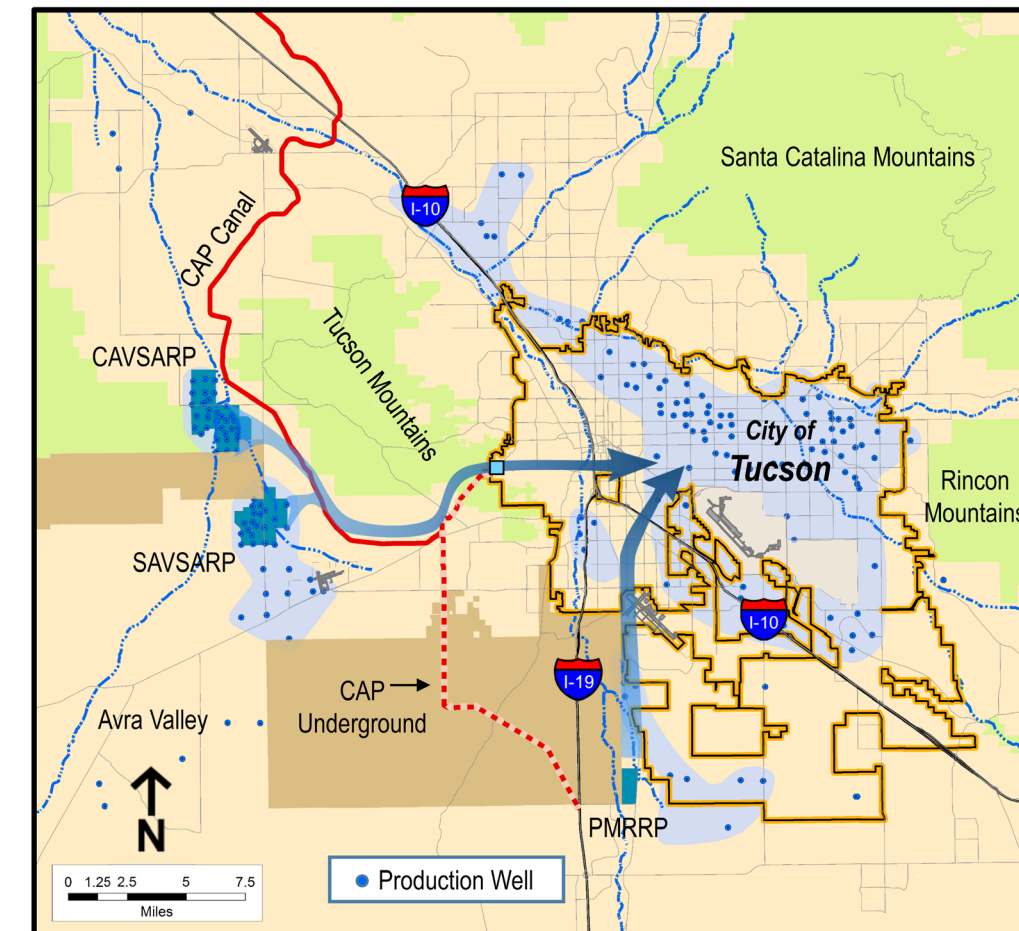 Santa Catalina Mountains
I-10
CAP Canal
Tucson Mountains
CAVSARP
City of
Tucson
Rincon
Mountains
SAVSARP
I-10
I-19
CAP
Underground
Avra Valley
N
PMRRP
0 1.25 2.5 5 7.5
Miles
Production Well